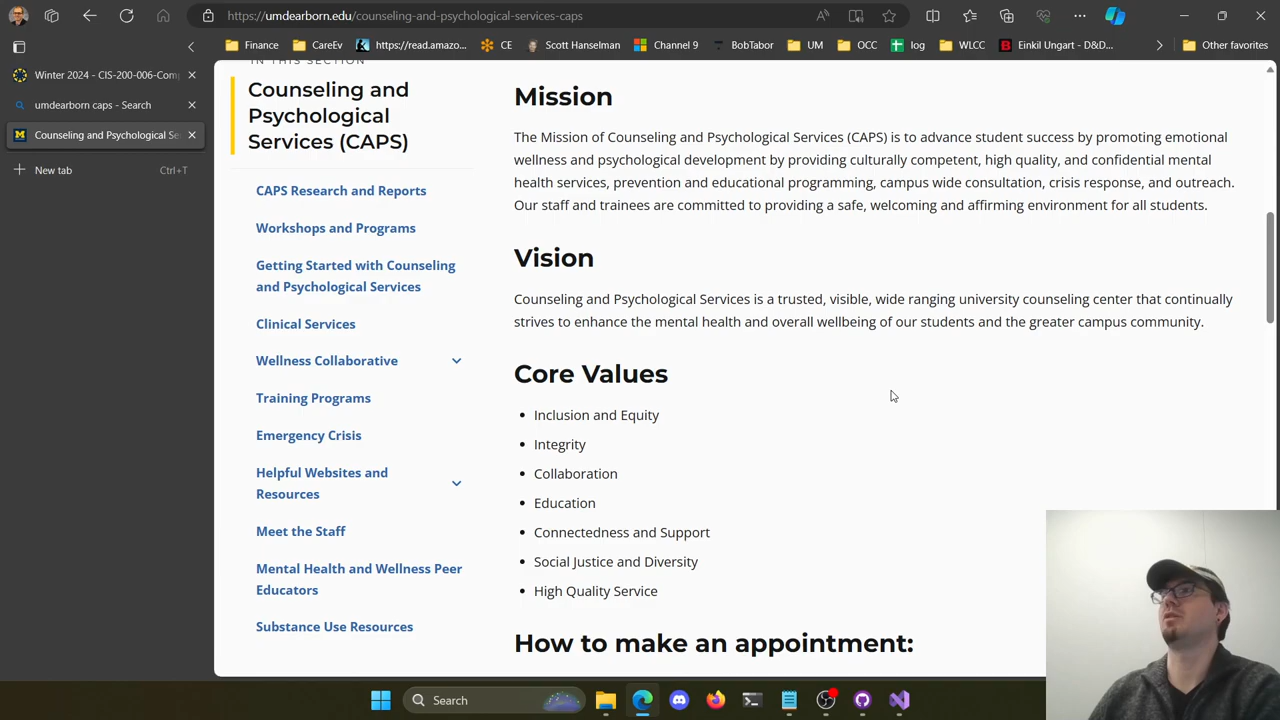 https://umdearborn.edu/counseling-and-psychological-services-caps
Finance
CareEv
https://read.amazo...
CE
Scott Hanselman
Channel 9
BobTabor
UM
OCC
log
WLCC
Einkil Ungart - D&D...
Other favorites
Winter 2024 - CIS-200-006-Com
umdearborn caps - Search
Counseling and Psychological Se
New tab
Ctrl+T
IN THIS SECTION
Counseling and
Psychological
Services (CAPS)
CAPS Research and Reports
Workshops and Programs
Getting Started with Counseling
and Psychological Services
Clinical Services
Wellness Collaborative
Training Programs
Emergency Crisis
Helpful Websites and
Resources
Meet the Staff
Mental Health and Wellness Peer
Educators
Substance Use Resources
Mission
The Mission of Counseling and Psychological Services (CAPS) is to advance student success by promoting emotional
wellness and psychological development by providing culturally competent, high quality, and confidential mental
health services, prevention and educational programming, campus wide consultation, crisis response, and outreach.
Our staff and trainees are committed to providing a safe, welcoming and affirming environment for all students.
Vision
Counseling and Psychological Services is a trusted, visible, wide ranging university counseling center that continually
strives to enhance the mental health and overall wellbeing of our students and the greater campus community.
Core Values
Inclusion and Equity
Integrity
Collaboration
Education
Connectedness and Support
Social Justice and Diversity
High Quality Service
How to make an appointment:
Search